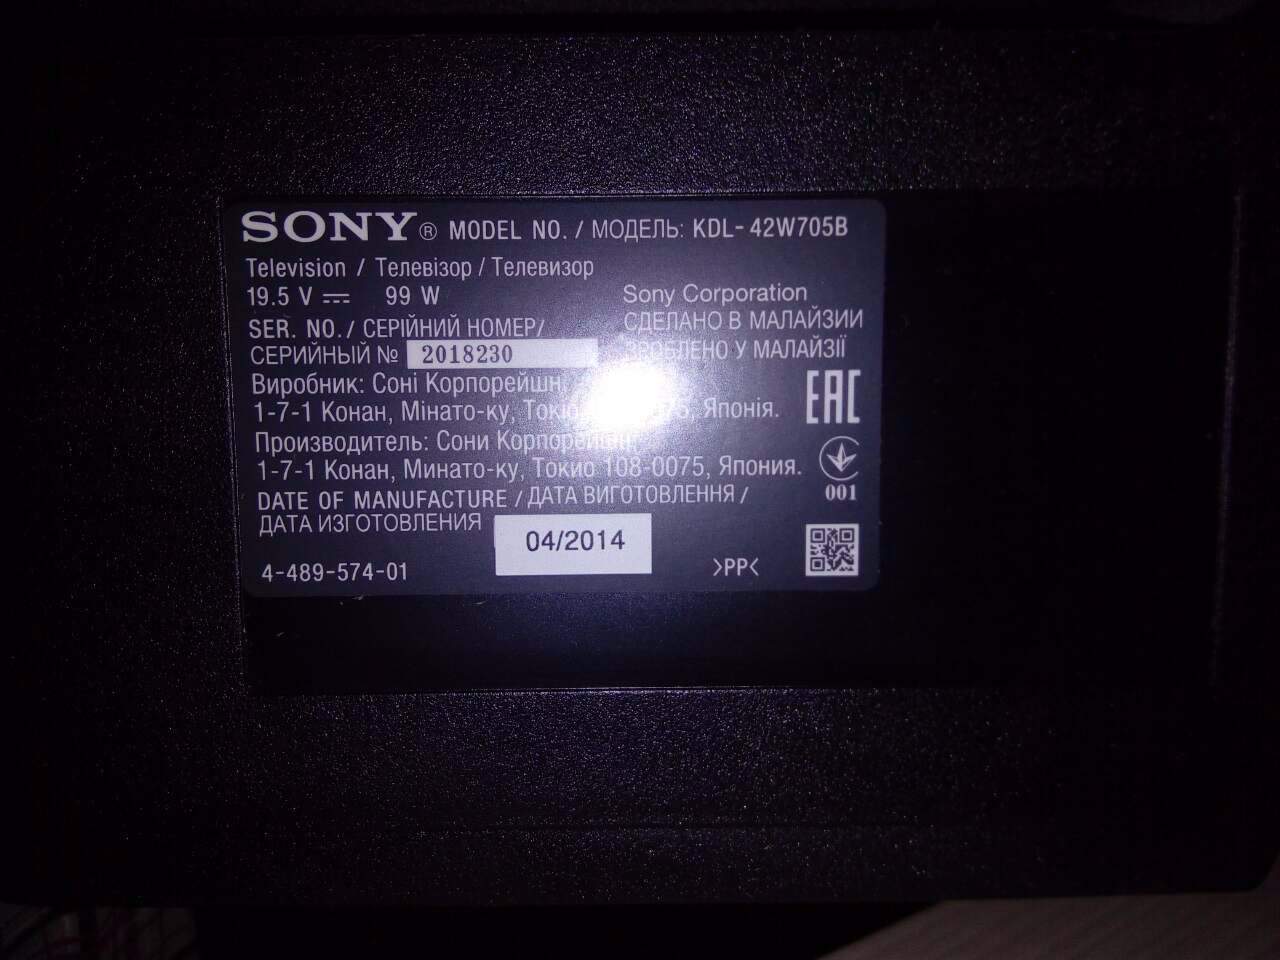 SONY® MODEL NO. / МОДЕЛЬ: KDL-42W705B
Television / Телевізор / Телевизор
19.5 V ⎓ 99 W
Sony Corporation
SER. NO. / СЕРІЙНИЙ НОМЕР/
СДЕЛАНО В МАЛАЙЗИИ
СЕРИЙНЫЙ № 2018230
ЗРОБЛЕНО У МАЛАЙЗІЇ
Виробник: Соні Корпорейшн,
1-7-1 Конан, Мінато-ку, Токіо Японія.
EAC
Производитель: Сони Корпорейшн,
1-7-1 Конан, Минато-ку, Токио 108-0075, Япония.
001
DATE OF MANUFACTURE / ДАТА ВИГОТОВЛЕННЯ /
ДАТА ИЗГОТОВЛЕНИЯ 04/2014
4-489-574-01 >PP<